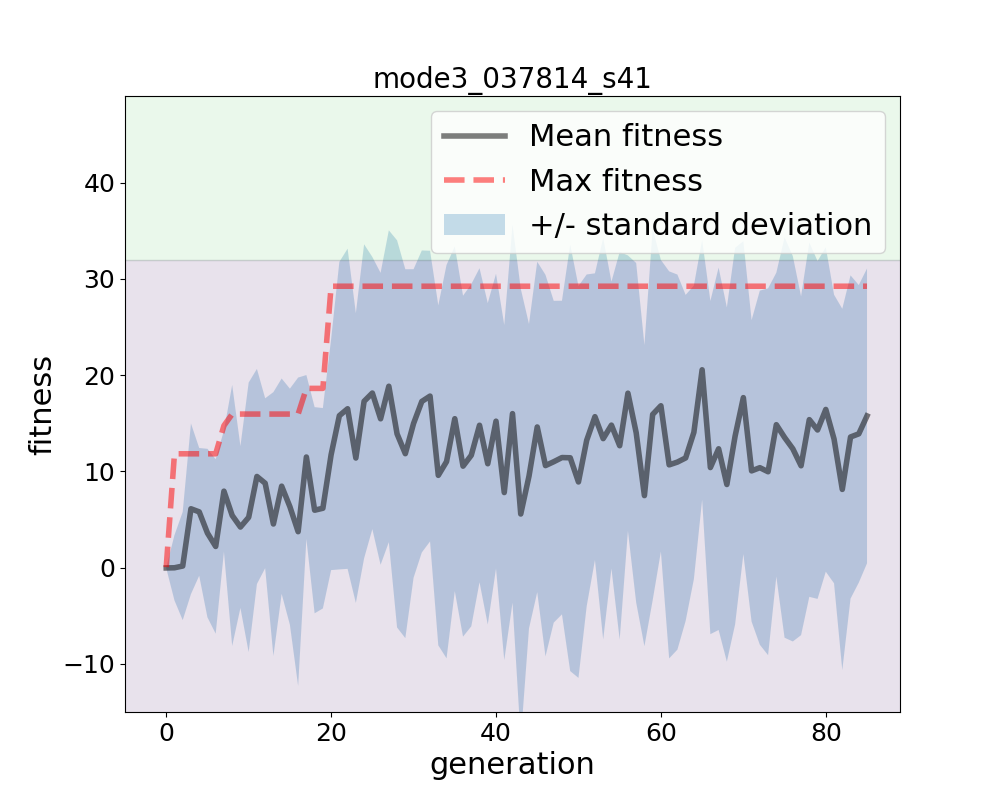 mode3_037814_s41
Mean fitness
Max fitness
+/- standard deviation
40
30
20
10
0
−10
fitness
0 20 40 60 80
generation